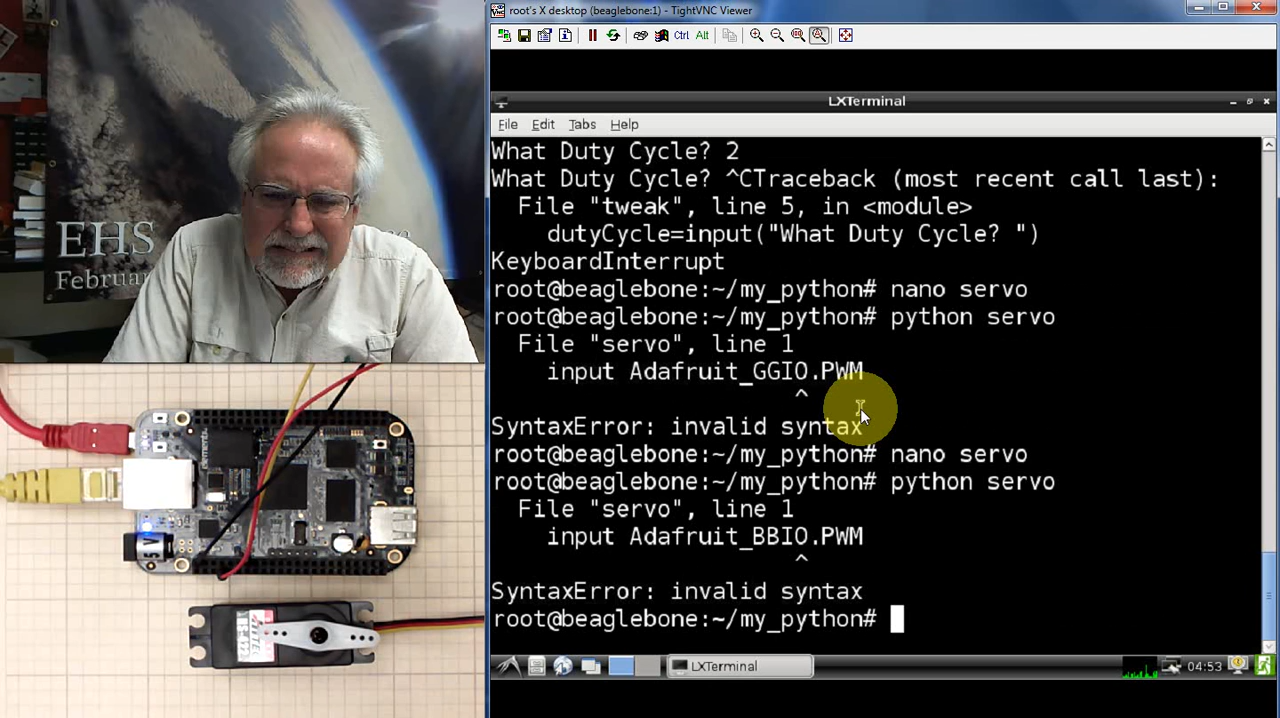 root's X desktop (beaglebone:1) - TightVNC Viewer
Ctrl Alt
LXTerminal
File Edit Tabs Help
What Duty Cycle? 2
What Duty Cycle? ^CTraceback (most recent call last):
File "tweak", line 5, in <module>
dutyCycle=input("What Duty Cycle? ")
KeyboardInterrupt
root@beaglebone:~/my_python# nano servo
root@beaglebone:~/my_python# python servo
File "servo", line 1
input Adafruit_GGIO.PWM
^
SyntaxError: invalid syntax
root@beaglebone:~/my_python# nano servo
root@beaglebone:~/my_python# python servo
File "servo", line 1
input Adafruit_BBIO.PWM
^
SyntaxError: invalid syntax
root@beaglebone:~/my_python#
LXTerminal
04:53
EHS
Februar
5V